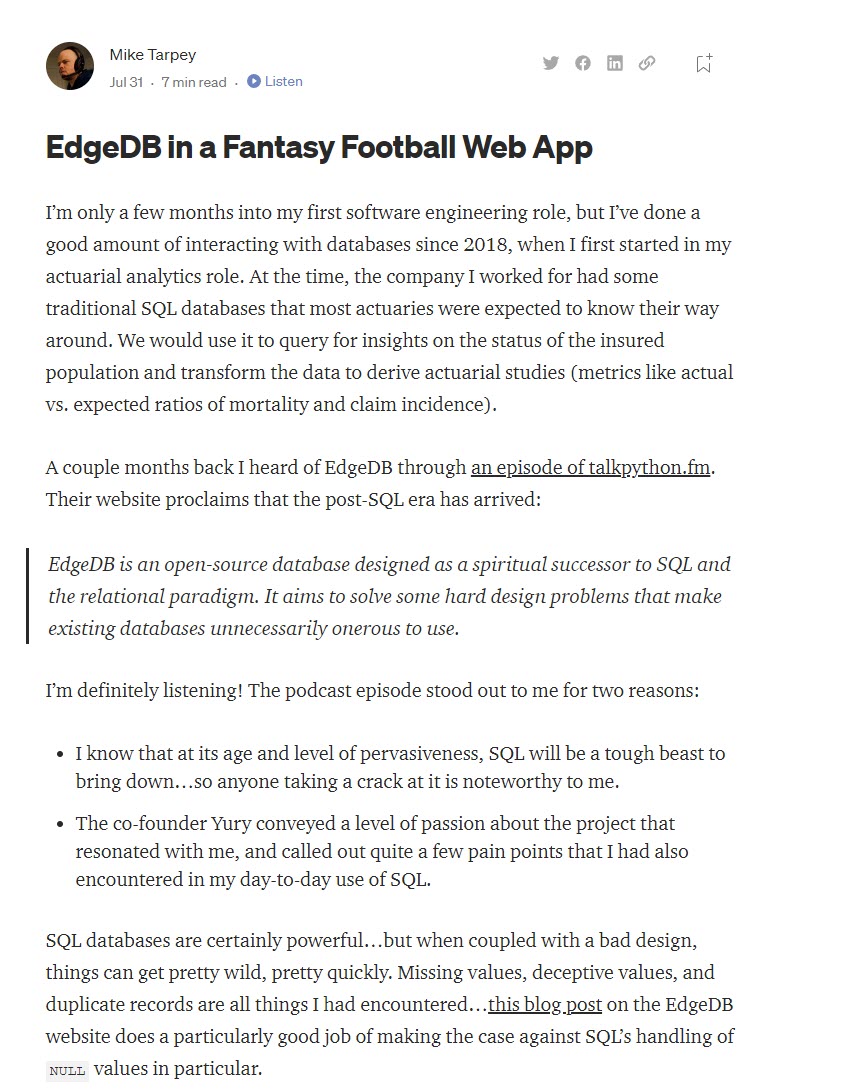 Mike Tarpey
Jul 31 · 7 min read · Listen
EdgeDB in a Fantasy Football Web App
I’m only a few months into my first software engineering role, but I’ve done a
good amount of interacting with databases since 2018, when I first started in my
actuarial analytics role. At the time, the company I worked for had some
traditional SQL databases that most actuaries were expected to know their way
around. We would use it to query for insights on the status of the insured
population and transform the data to derive actuarial studies (metrics like actual
vs. expected ratios of mortality and claim incidence).
A couple months back I heard of EdgeDB through an episode of talkpython.fm.
Their website proclaims that the post-SQL era has arrived:
EdgeDB is an open-source database designed as a spiritual successor to SQL and
the relational paradigm. It aims to solve some hard design problems that make
existing databases unnecessarily onerous to use.
I’m definitely listening! The podcast episode stood out to me for two reasons:
• I know that at its age and level of pervasiveness, SQL will be a tough beast to
bring down…so anyone taking a crack at it is noteworthy to me.
• The co-founder Yury conveyed a level of passion about the project that
resonated with me, and called out quite a few pain points that I had also
encountered in my day-to-day use of SQL.
SQL databases are certainly powerful…but when coupled with a bad design,
things can get pretty wild, pretty quickly. Missing values, deceptive values, and
duplicate records are all things I had encountered…this blog post on the EdgeDB
website does a particularly good job of making the case against SQL’s handling of
NULL values in particular.